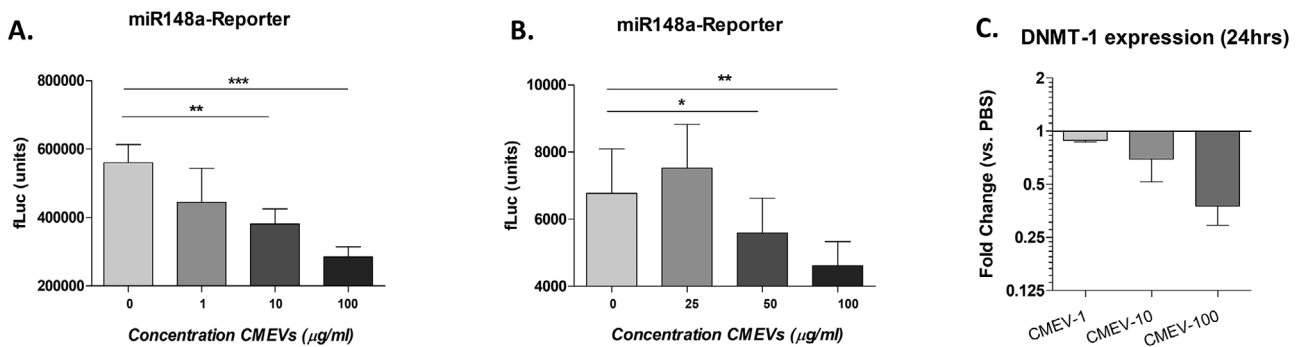 A.
miR148a-Reporter
fLuc (units)
800000
600000
400000
200000
***
**
0
1
10
100
Concentration CMEVs (μg/ml)
B.
miR148a-Reporter
fLuc (units)
10000
8000
6000
4000
**
*
0
25
50
100
Concentration CMEVs (μg/ml)
C.
DNMT-1 expression (24hrs)
Fold Change (vs. PBS)
2
1
0.5
0.25
0.125
CMEV-1
CMEV-10
CMEV-100